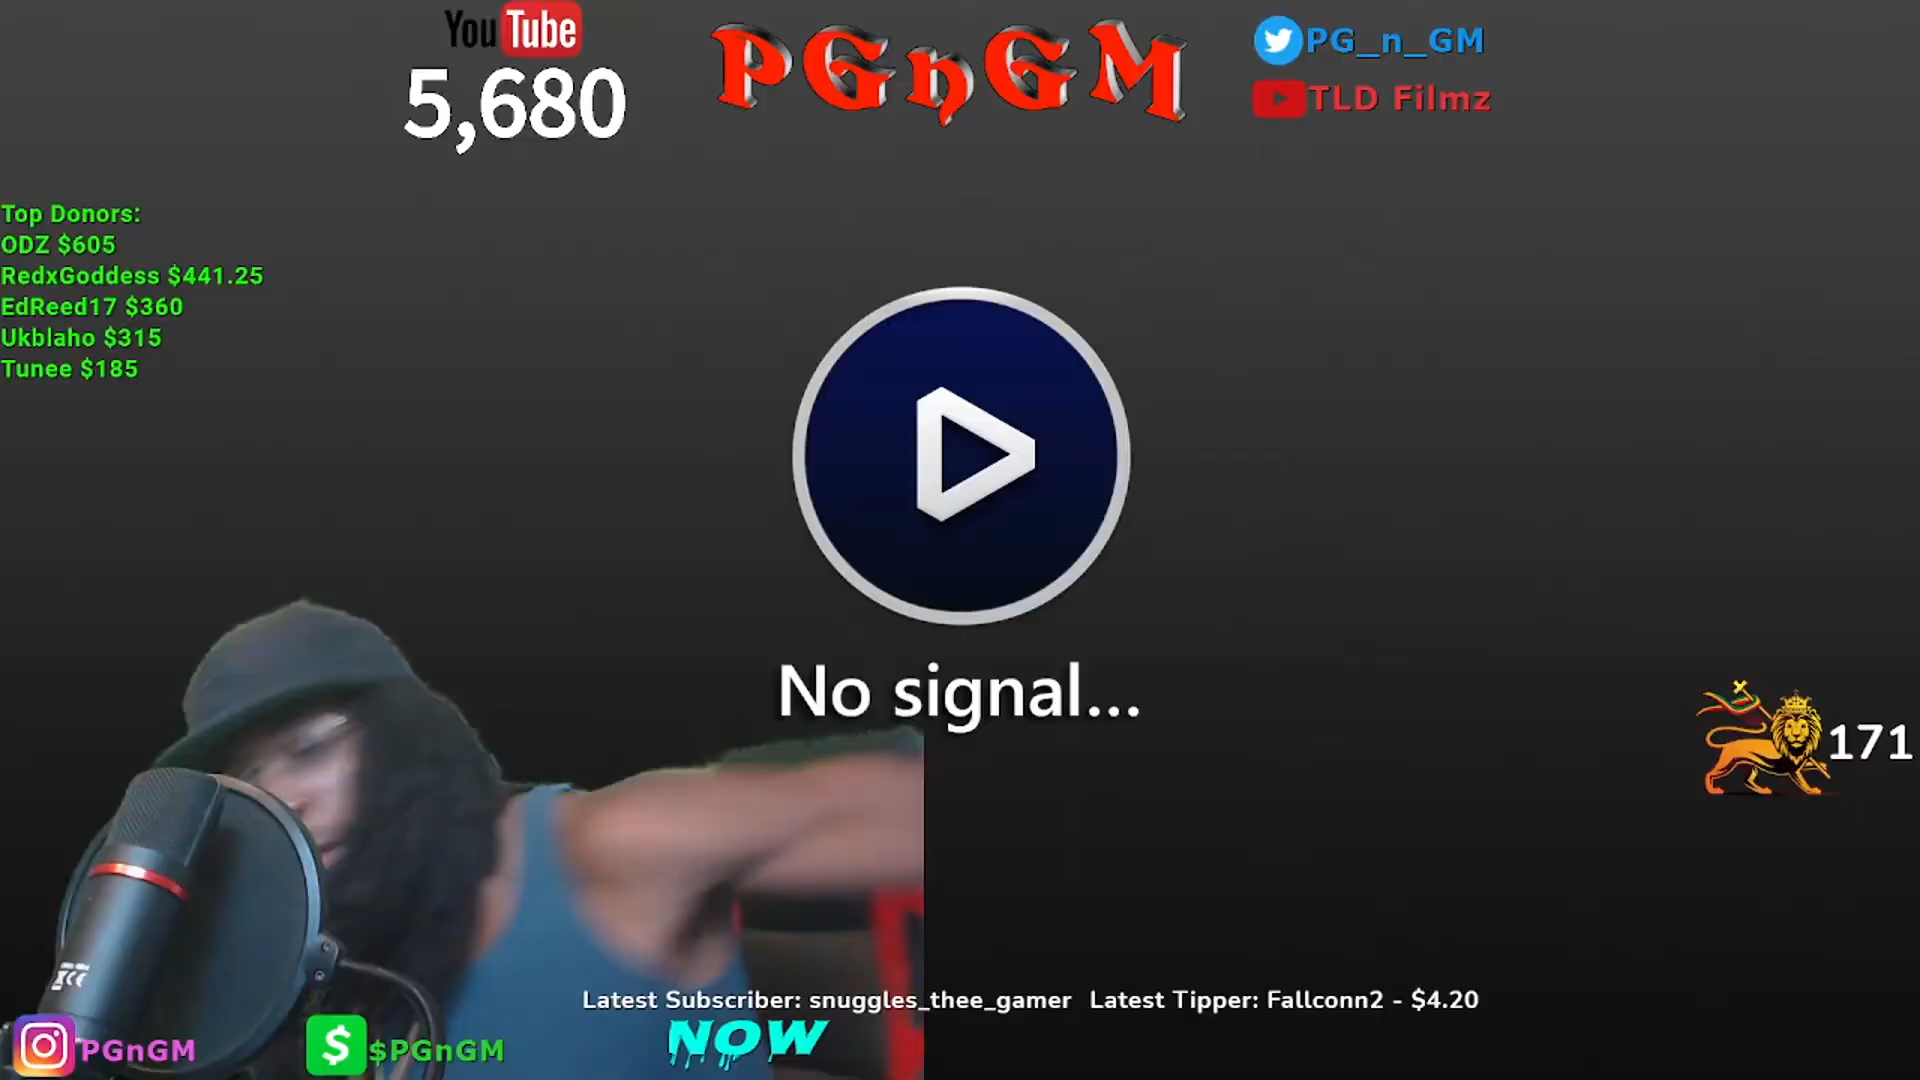 YouTube
5,680
PGnGM
PG_n_GM
TLD Filmz
Top Donors:
ODZ $605
RedxGoddess $441.25
EdReed17 $360
Ukblaho $315
Tunee $185
No signal...
171
Latest Subscriber: snuggles_thee_gamer Latest Tipper: Fallconn2 - $4.20
NOW
PGnGM
$
$PGnGM